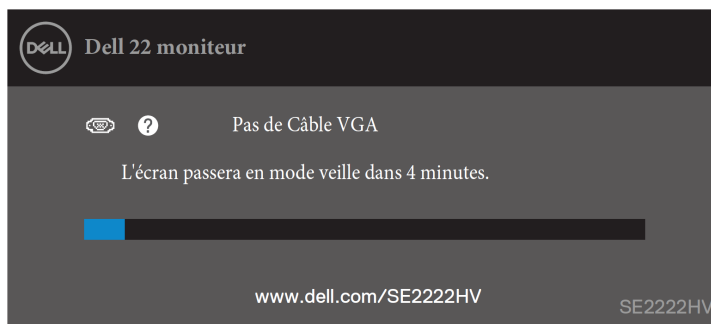 DELL Dell 22 moniteur
? Pas de Câble VGA
L'écran passera en mode veille dans 4 minutes.
www.dell.com/SE2222HV
SE2222HV